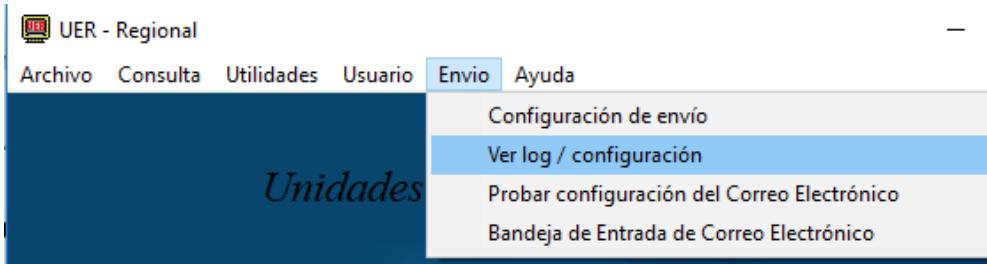 UER
UER - Regional
Archivo Consulta Utilidades Usuario Envio Ayuda
Configuración de envío
Ver log / configuración
Unidades
Probar configuración del Correo Electrónico
Bandeja de Entrada de Correo Electrónico